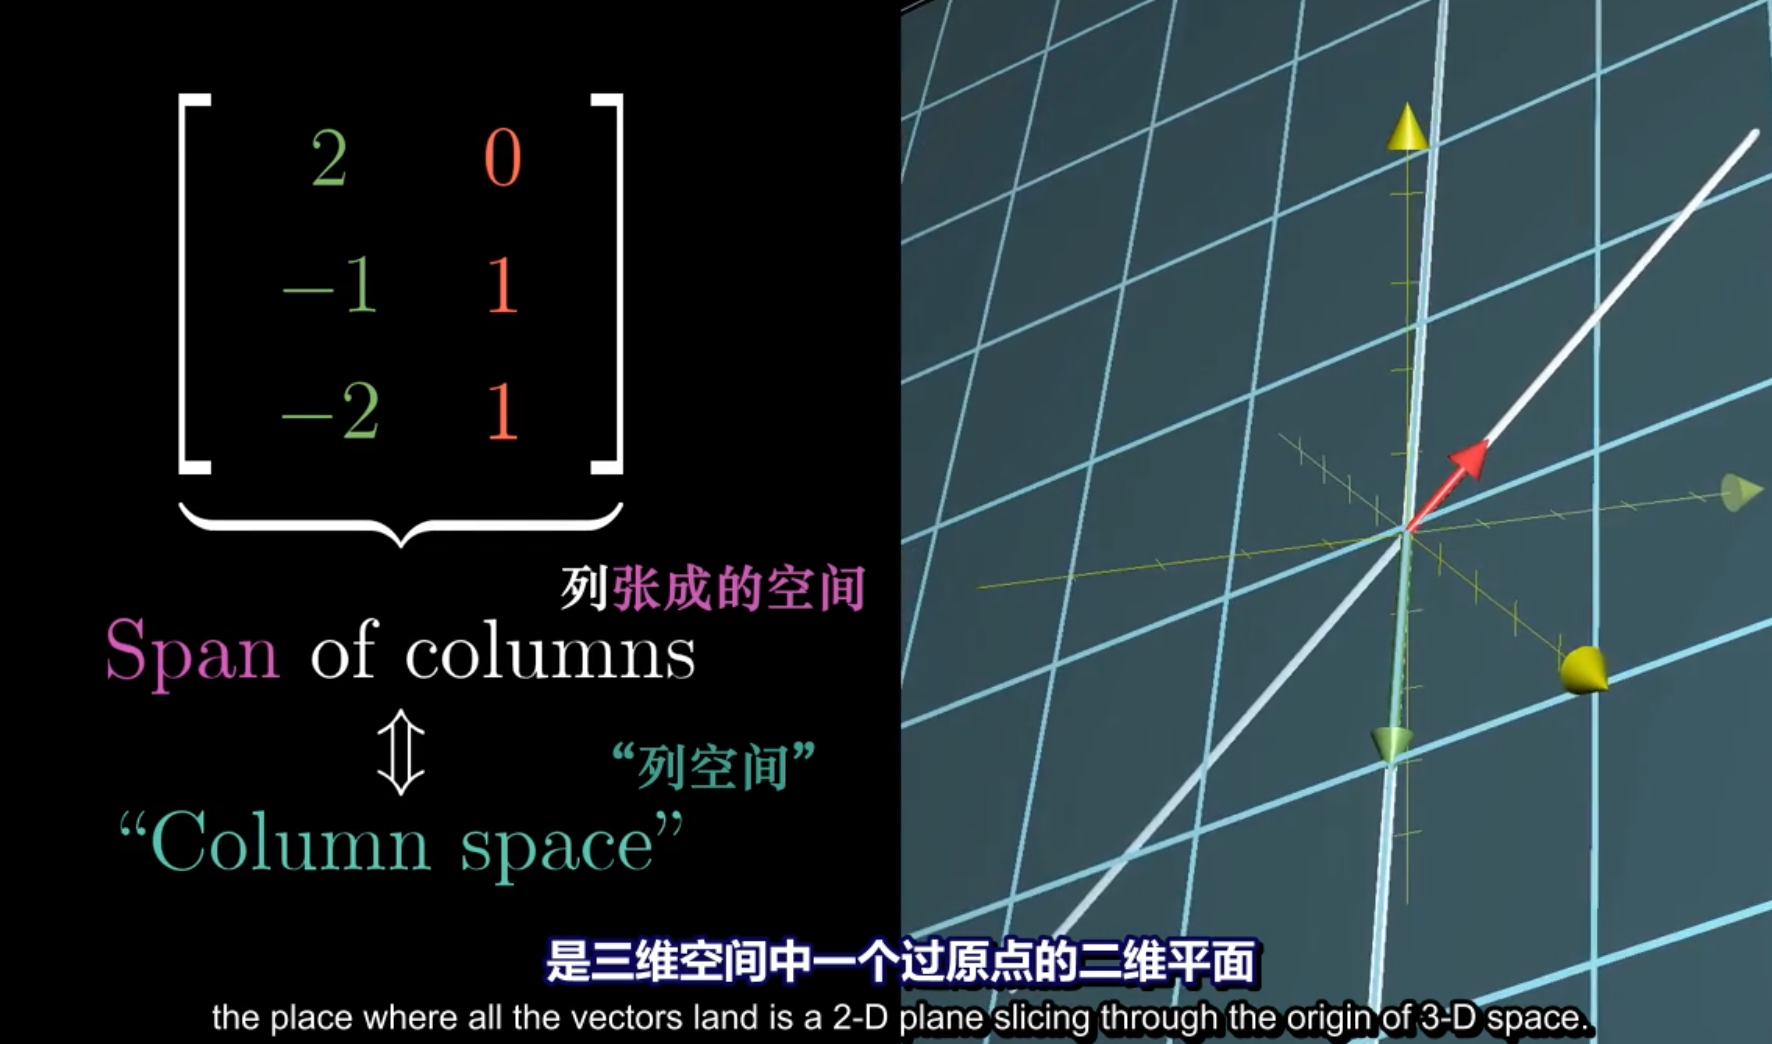 2 0
−1 1
−2 1
列张成的空间
Span of columns
“列空间”
“Column space”
是三维空间中一个过原点的二维平面
the place where all the vectors land is a 2-D plane slicing through the origin of 3-D space.